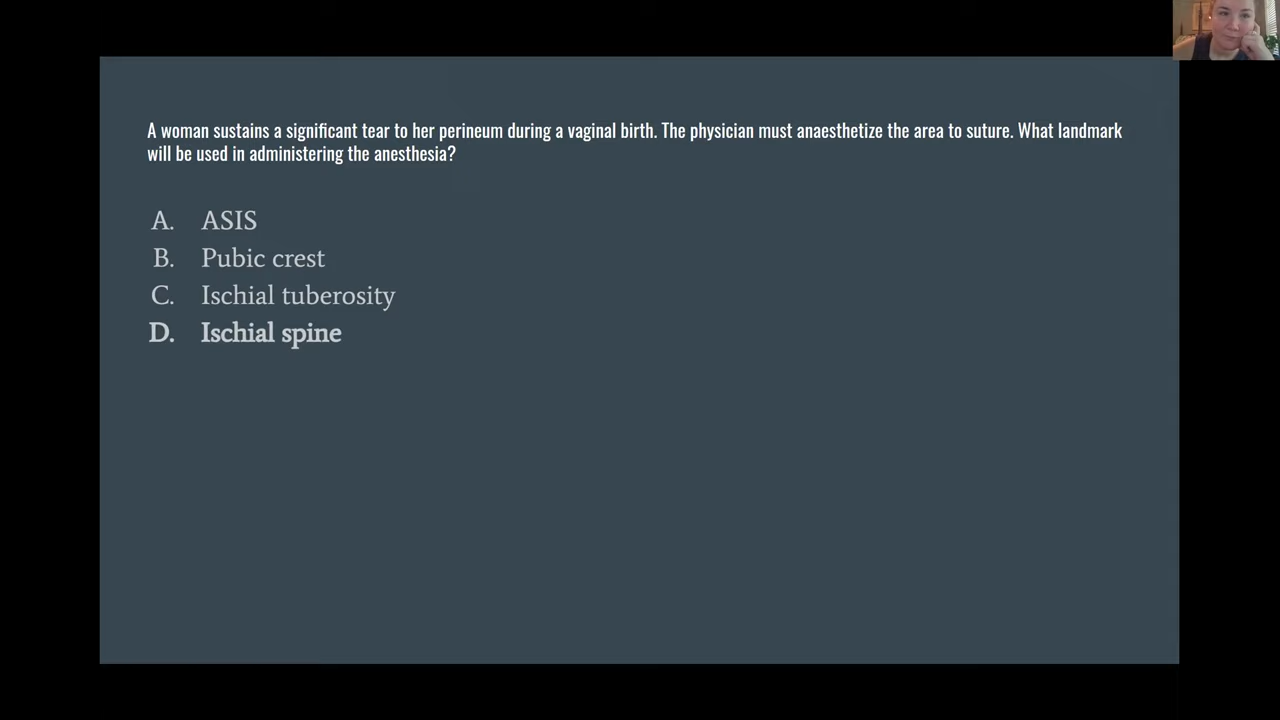 A woman sustains a significant tear to her perineum during a vaginal birth. The physician must anaesthetize the area to suture. What landmark
will be used in administering the anesthesia?
A. ASIS
B. Pubic crest
C. Ischial tuberosity
D. Ischial spine